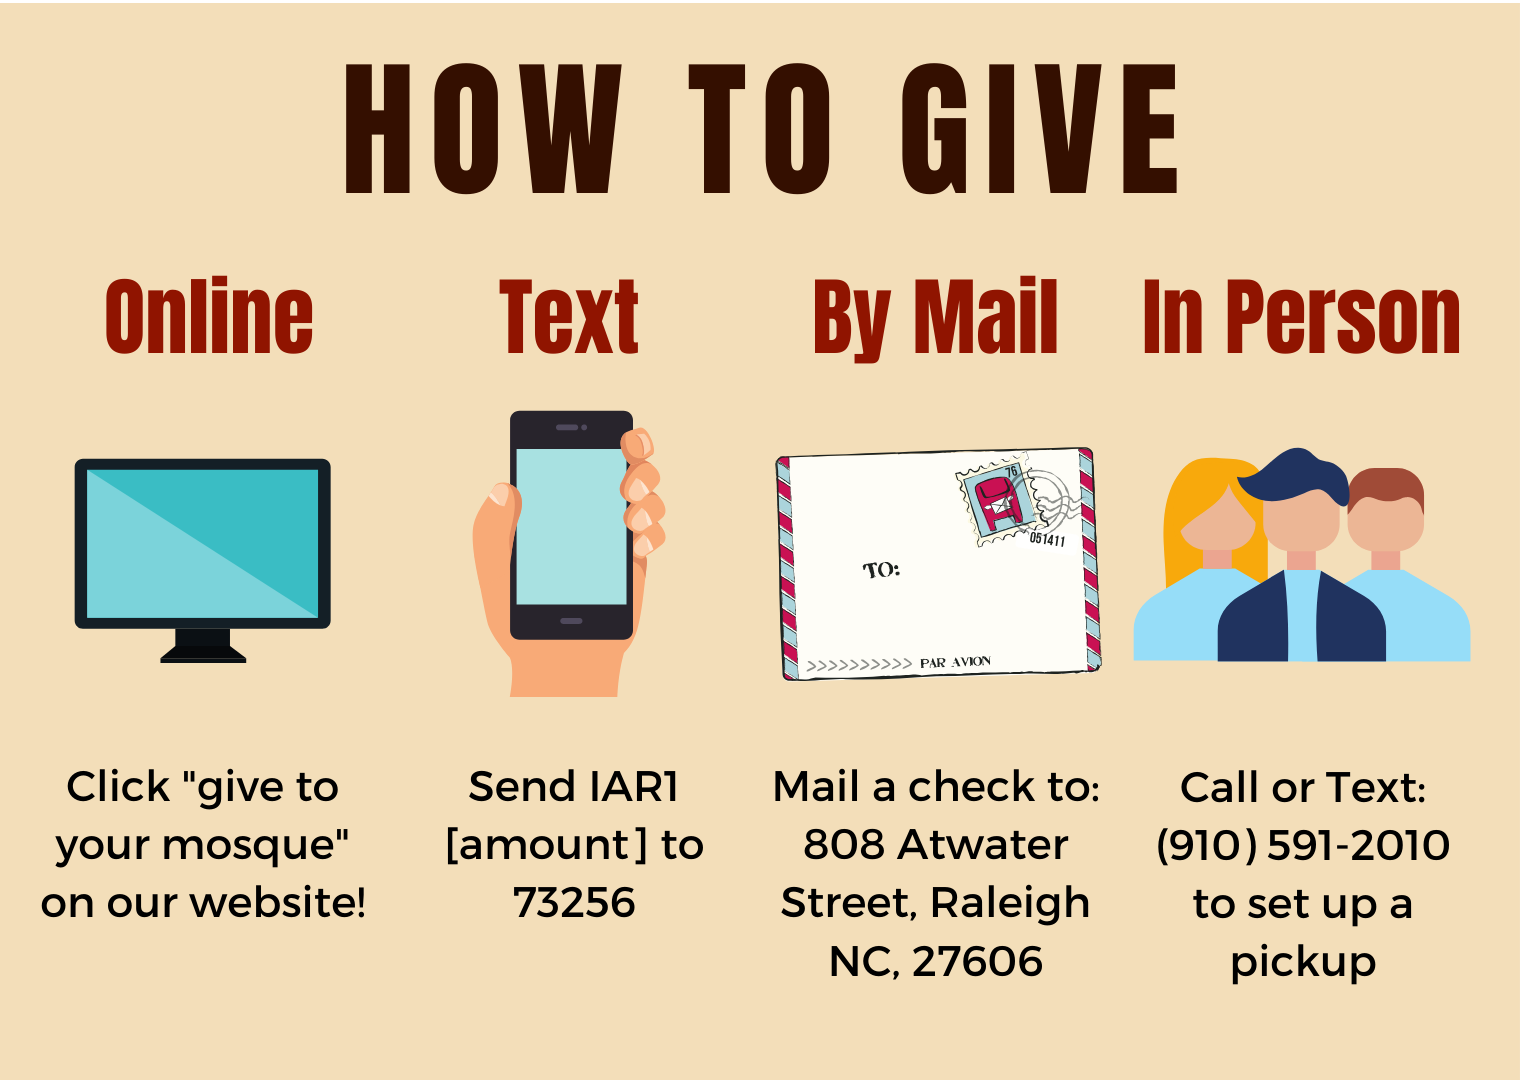 HOW TO GIVE
Online
Text
By Mail
In Person
76
051411
TO:
>>>>>>>>>> PAR AVION
Click "give to
your mosque"
on our website!
Send IAR1
[amount] to
73256
Mail a check to:
808 Atwater
Street, Raleigh
NC, 27606
Call or Text:
(910) 591-2010
to set up a
pickup